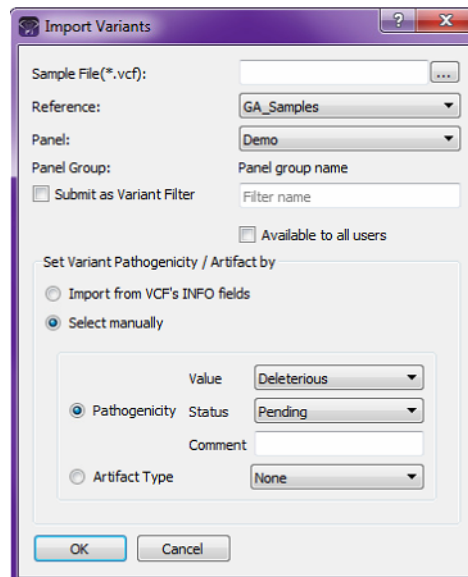 Import Variants
Sample File(*.vcf):
...
Reference: GA_Samples
Panel: Demo
Panel Group: Panel group name
Submit as Variant Filter Filter name
Available to all users
Set Variant Pathogenicity / Artifact by
Import from VCF's INFO fields
Select manually
Value Deleterious
Pathogenicity Status Pending
Comment
Artifact Type None
OK Cancel